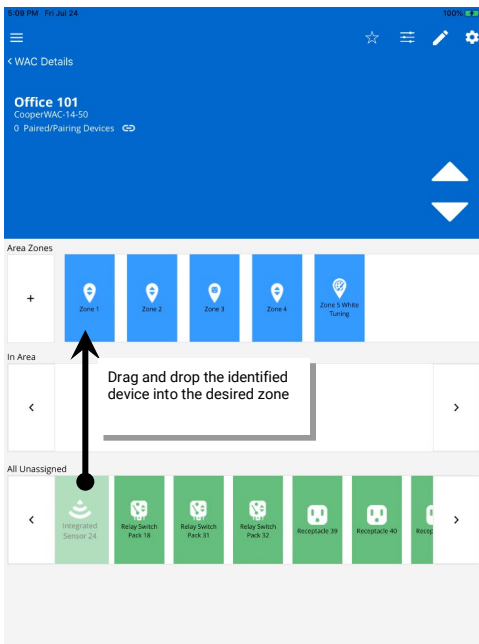 5:09 PM Fri Jul 24
100%
< WAC Details
Office 101
CooperWAC-14-50
0 Paired/Pairing Devices
Area Zones
+
Zone 1
Zone 2
Zone 3
Zone 4
Zone 5 White
Tuning
In Area
Drag and drop the identified
device into the desired zone
<
>
All Unassigned
<
Integrated
Sensor 24
Relay Switch
Pack 18
Relay Switch
Pack 31
Relay Switch
Pack 32
Receptacle 39
Receptacle 40
Recep
>